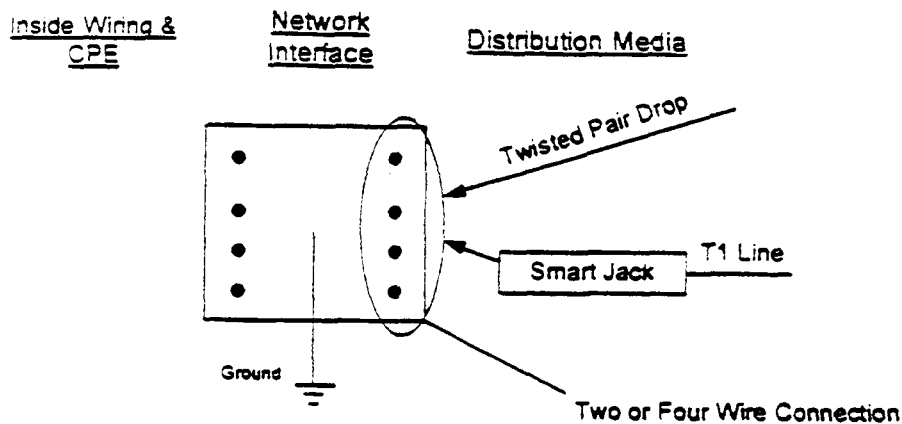 Inside Wiring &
CPE
Network
Interface
Distribution Media
Twisted Pair Drop
T1 Line
Smart Jack
Ground
Two or Four Wire Connection